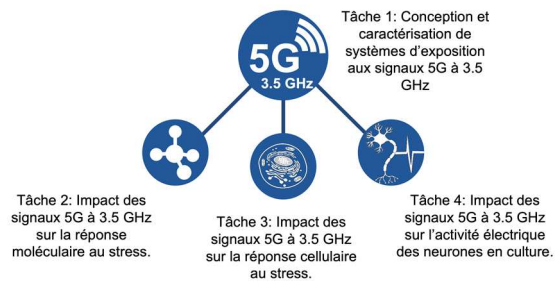 5G
3.5 GHz
Tâche 1: Conception et
caractérisation de
systèmes d'exposition
aux signaux 5G à 3.5
GHz
Tâche 2: Impact des
signaux 5G à 3.5 GHz
sur la réponse
moléculaire au stress.
Tâche 3: Impact des
signaux 5G à 3.5 GHz
sur la réponse cellulaire
au stress.
Tâche 4: Impact des
signaux 5G à 3.5 GHz
sur l'activité électrique
des neurones en culture.